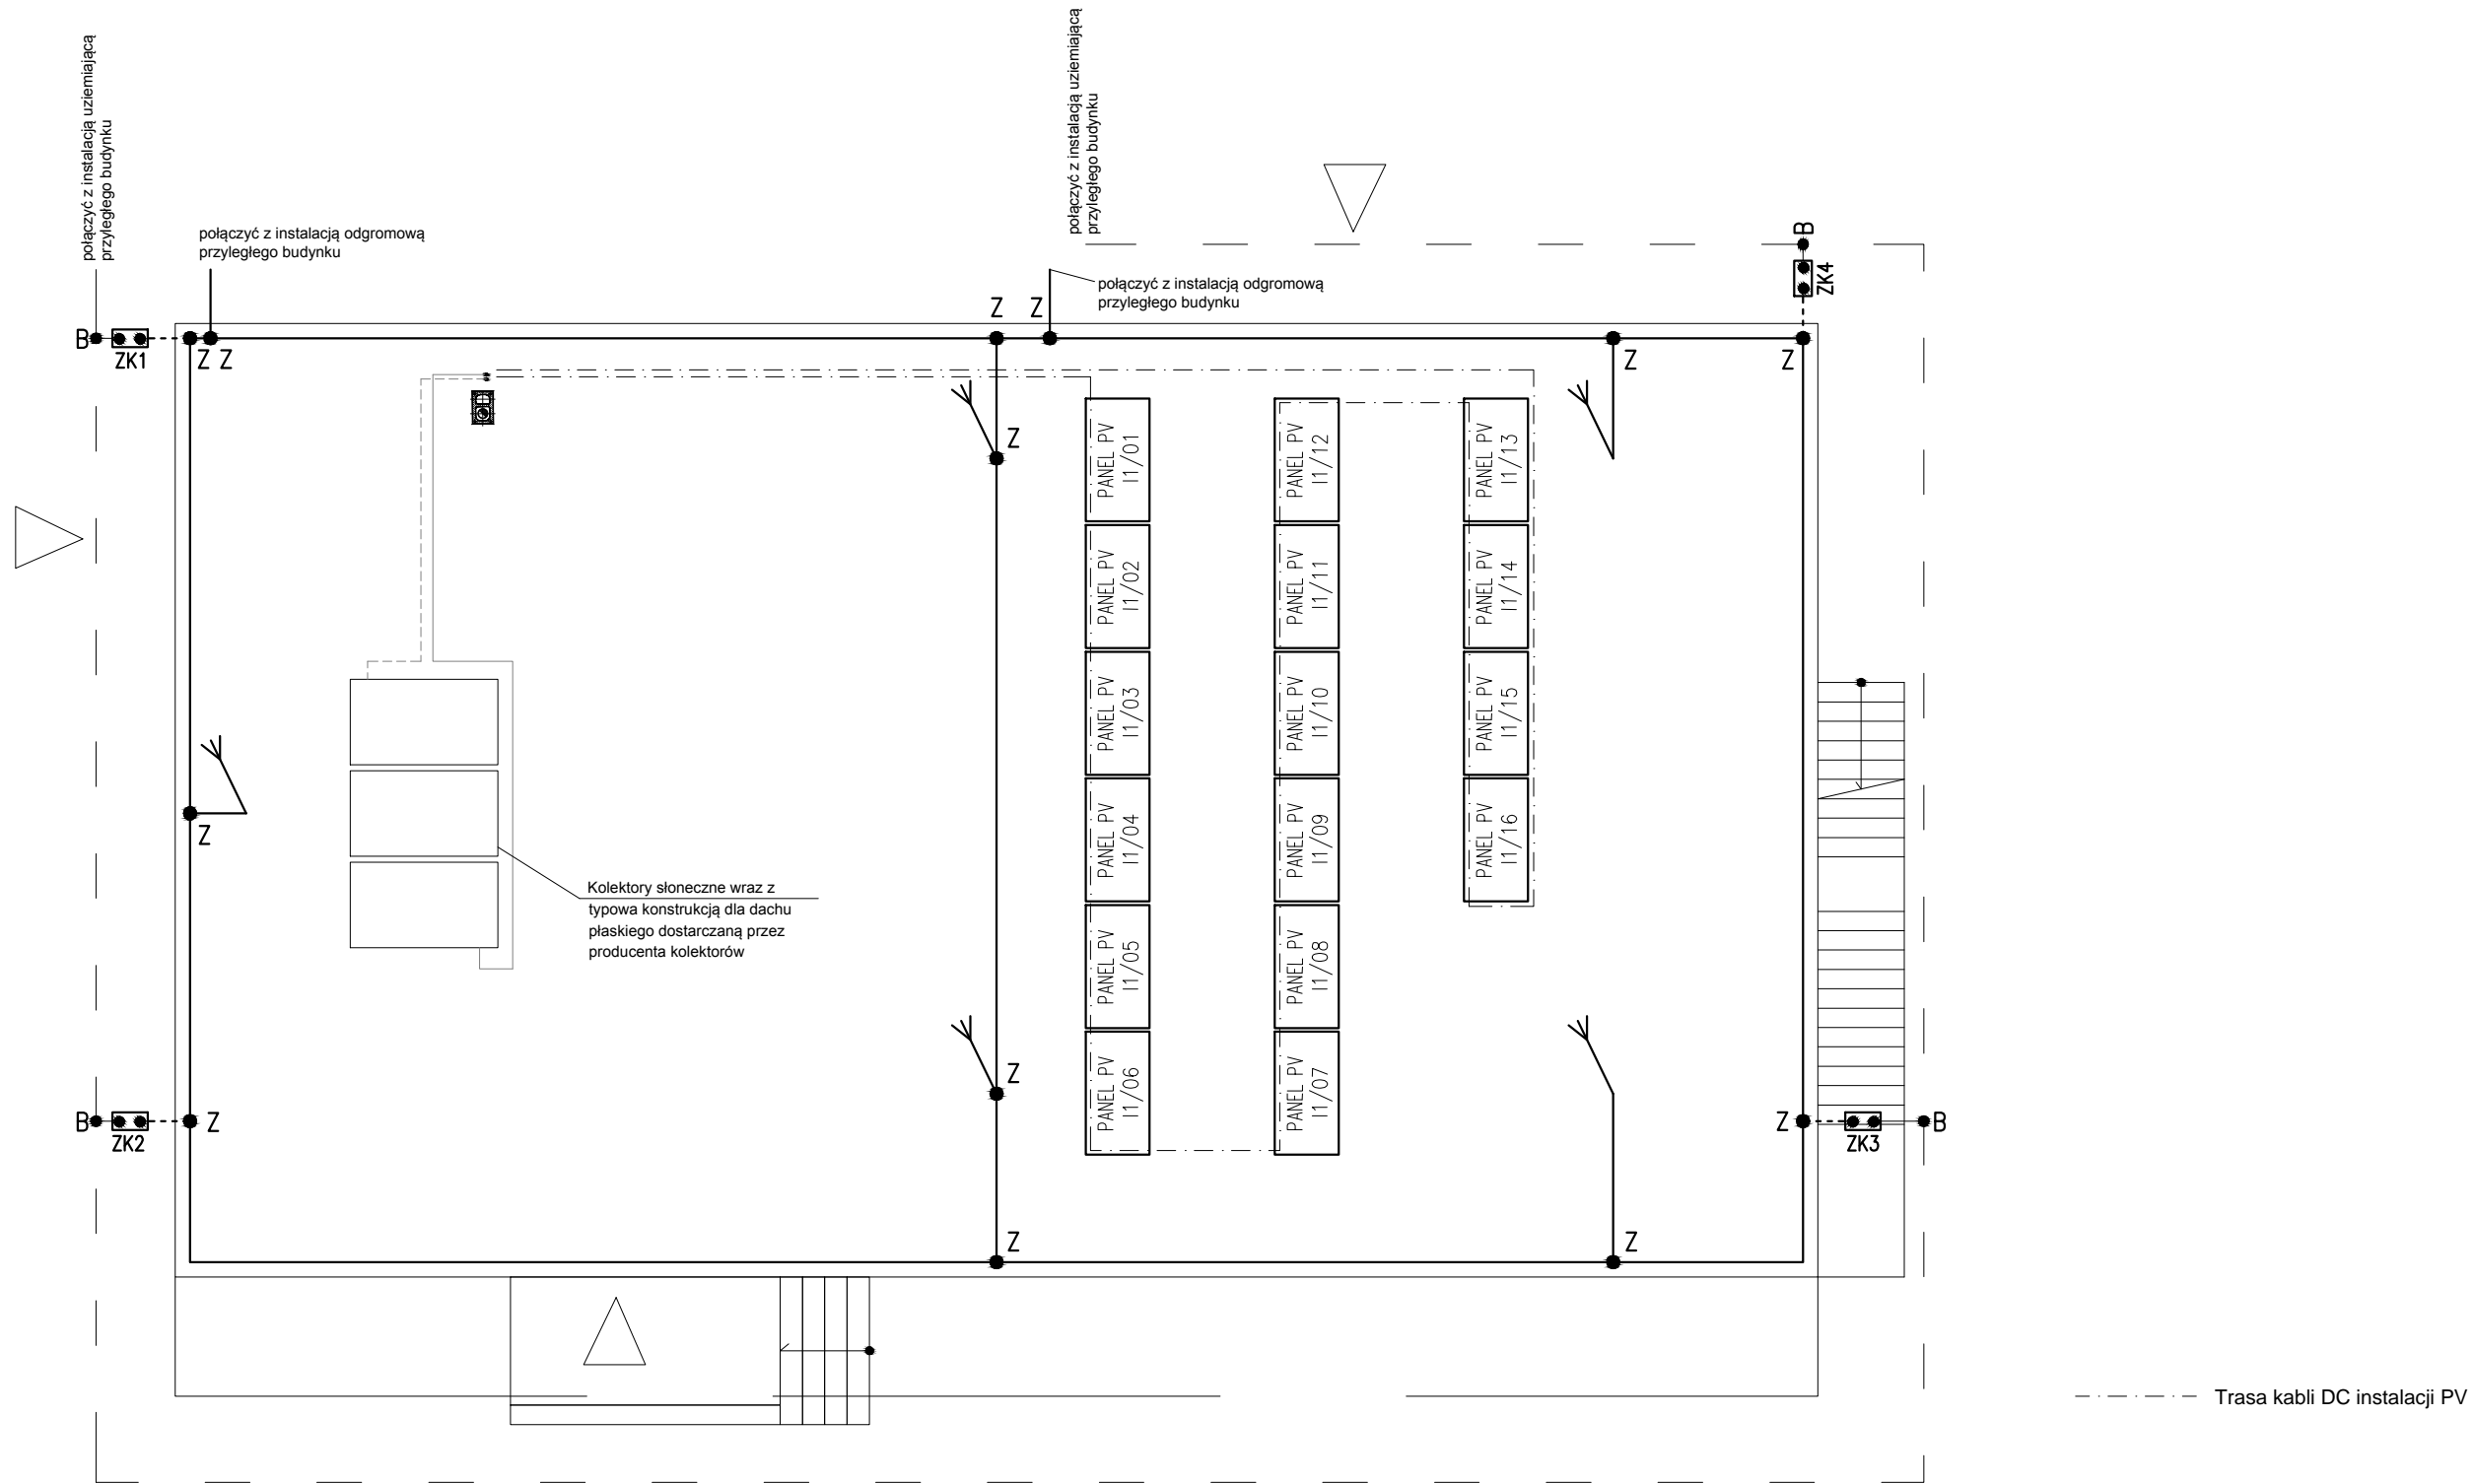 połączyć z instalacją uziemiającą
przyległego budynku
połączyć z instalacją uziemiającą
przyległego budynku
połączyć z instalacją odgromową
przyległego budynku
połączyć z instalacją odgromową
przyległego budynku
B
ZK4
Z
Z
B
ZK1
Z Z
Z
Z
Z
PANEL PV
I1/01
PANEL PV
I1/12
PANEL PV
I1/13
PANEL PV
I1/02
PANEL PV
I1/11
PANEL PV
I1/14
PANEL PV
I1/03
PANEL PV
I1/10
PANEL PV
I1/15
Z
PANEL PV
I1/04
PANEL PV
I1/09
PANEL PV
I1/16
Kolektory słoneczne wraz z
typowa konstrukcją dla dachu
płaskiego dostarczaną przez
producenta kolektorów
PANEL PV
I1/05
PANEL PV
I1/08
Z
PANEL PV
I1/06
PANEL PV
I1/07
B
ZK2
Z
Z
ZK3
B
Z
Z
Trasa kabli DC instalacji PV